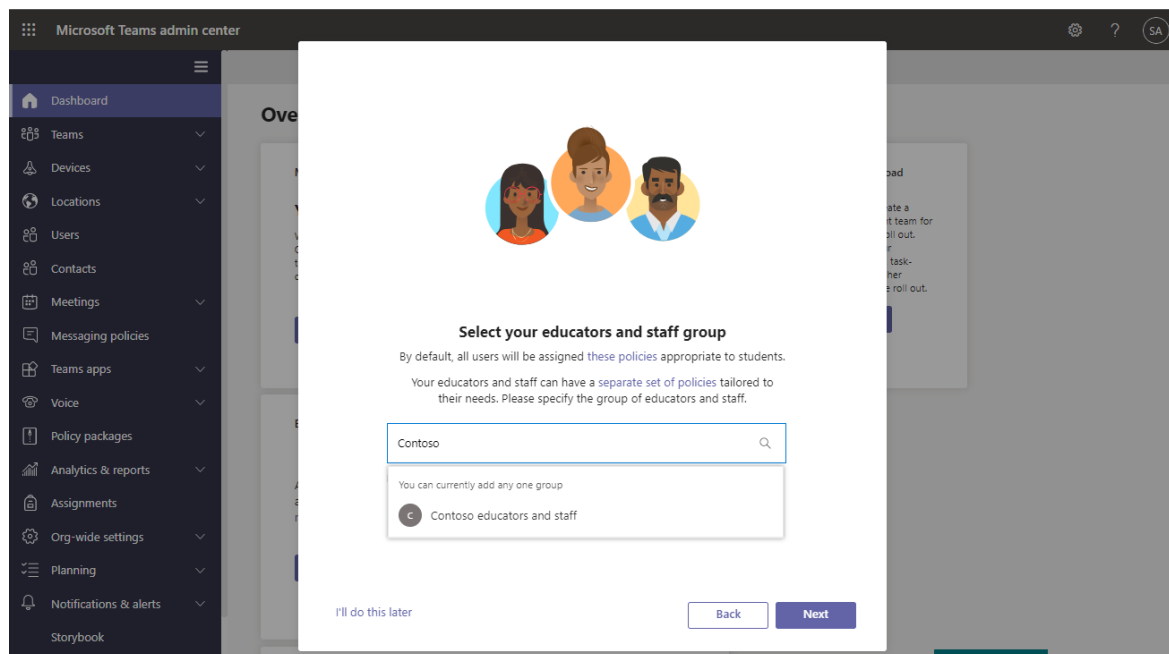 Microsoft Teams admin center
?
SA
Dashboard
Teams
Devices
Locations
Users
Contacts
Meetings
Messaging policies
Teams apps
Voice
Policy packages
Analytics & reports
Assignments
Org-wide settings
Planning
Notifications & alerts
Storybook
Ove
Select your educators and staff group
By default, all users will be assigned these policies appropriate to students.
Your educators and staff can have a separate set of policies tailored to
their needs. Please specify the group of educators and staff.
Contoso
You can currently add any one group
C
Contoso educators and staff
I'll do this later
Back
Next
oad
ate a
t team for
oll out.
r
task-
her
e roll out.